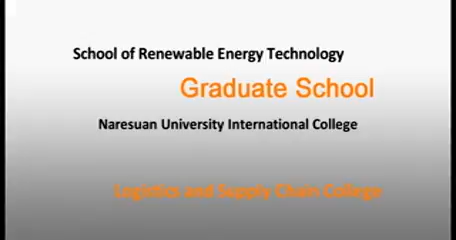 School of Renewable Energy Technology
Graduate School
Naresuan University International College
Logistics and Supply Chain College